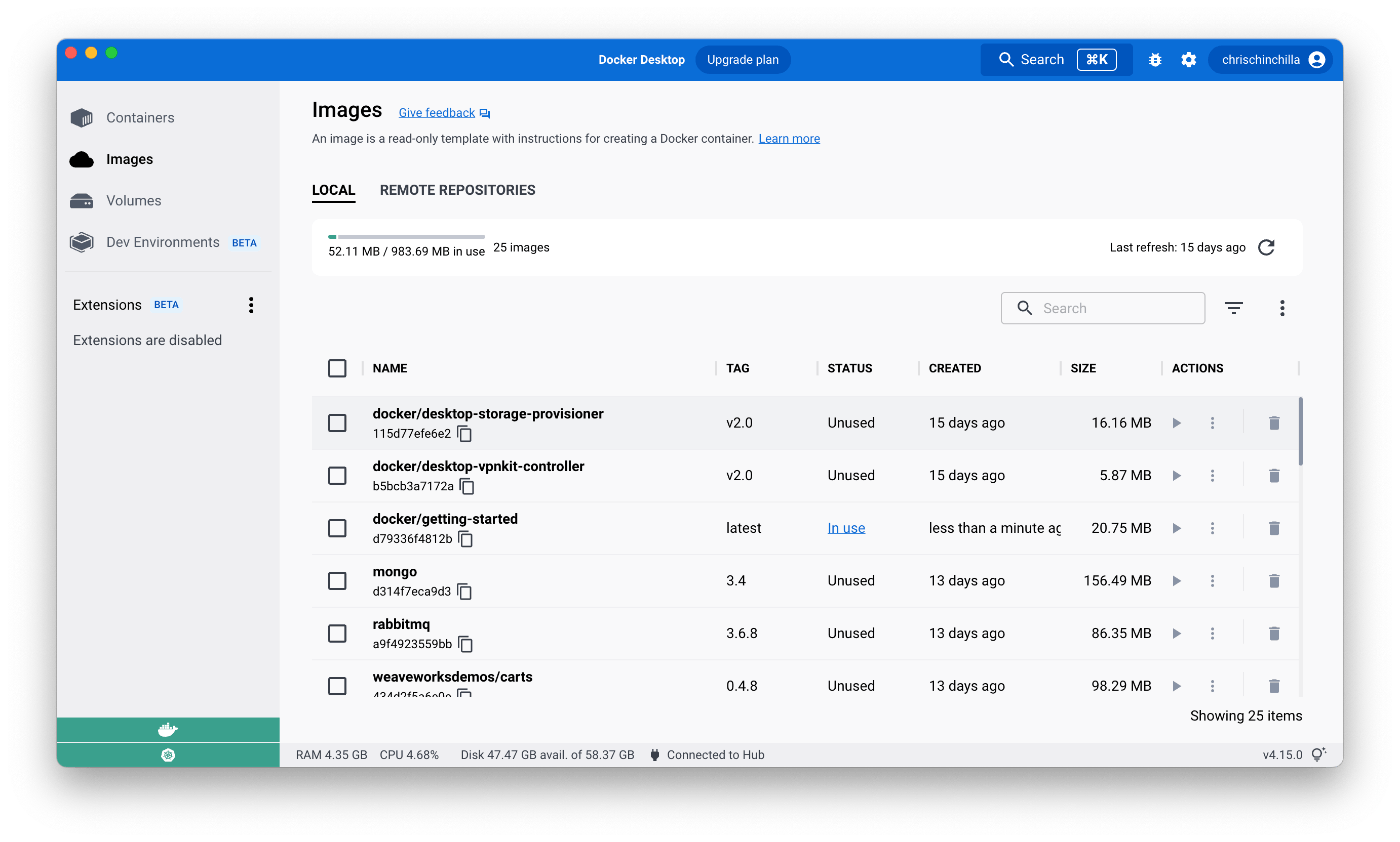 Docker Desktop Upgrade plan Search ⌘K chrischinchilla
Containers
Images
Volumes
Dev Environments BETA
Extensions BETA
Extensions are disabled
Images Give feedback
An image is a read-only template with instructions for creating a Docker container. Learn more
LOCAL REMOTE REPOSITORIES
52.11 MB / 983.69 MB in use 25 images Last refresh: 15 days ago
Search
NAME TAG STATUS CREATED SIZE ACTIONS
docker/desktop-storage-provisioner
115d77efe6e2 v2.0 Unused 15 days ago 16.16 MB
docker/desktop-vpnkit-controller
b5bcb3a7172a v2.0 Unused 15 days ago 5.87 MB
docker/getting-started
d79336f4812b latest In use less than a minute ag 20.75 MB
mongo
d314f7eca9d3 3.4 Unused 13 days ago 156.49 MB
rabbitmq
a9f4923559bb 3.6.8 Unused 13 days ago 86.35 MB
weaveworksdemos/carts
0.4.8 Unused 13 days ago 98.29 MB
Showing 25 items
RAM 4.35 GB CPU 4.68% Disk 47.47 GB avail. of 58.37 GB Connected to Hub v4.15.0